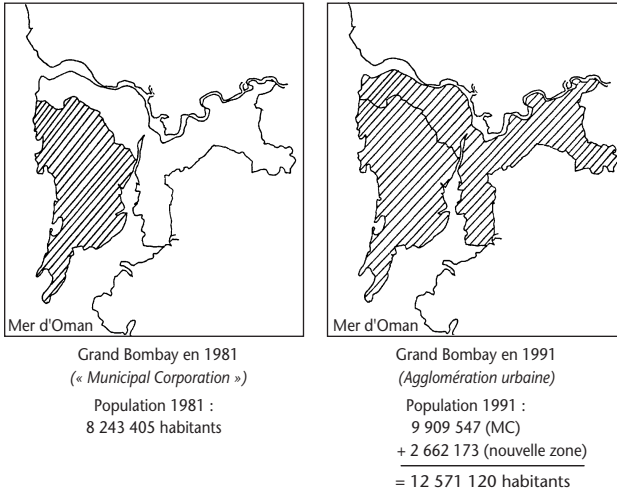 Mer d'Oman
Grand Bombay en 1981
(« Municipal Corporation »)
Population 1981 :
8 243 405 habitants
Mer d'Oman
Grand Bombay en 1991
(Agglomération urbaine)
Population 1991 :
9 909 547 (MC)
+ 2 662 173 (nouvelle zone)
= 12 571 120 habitants